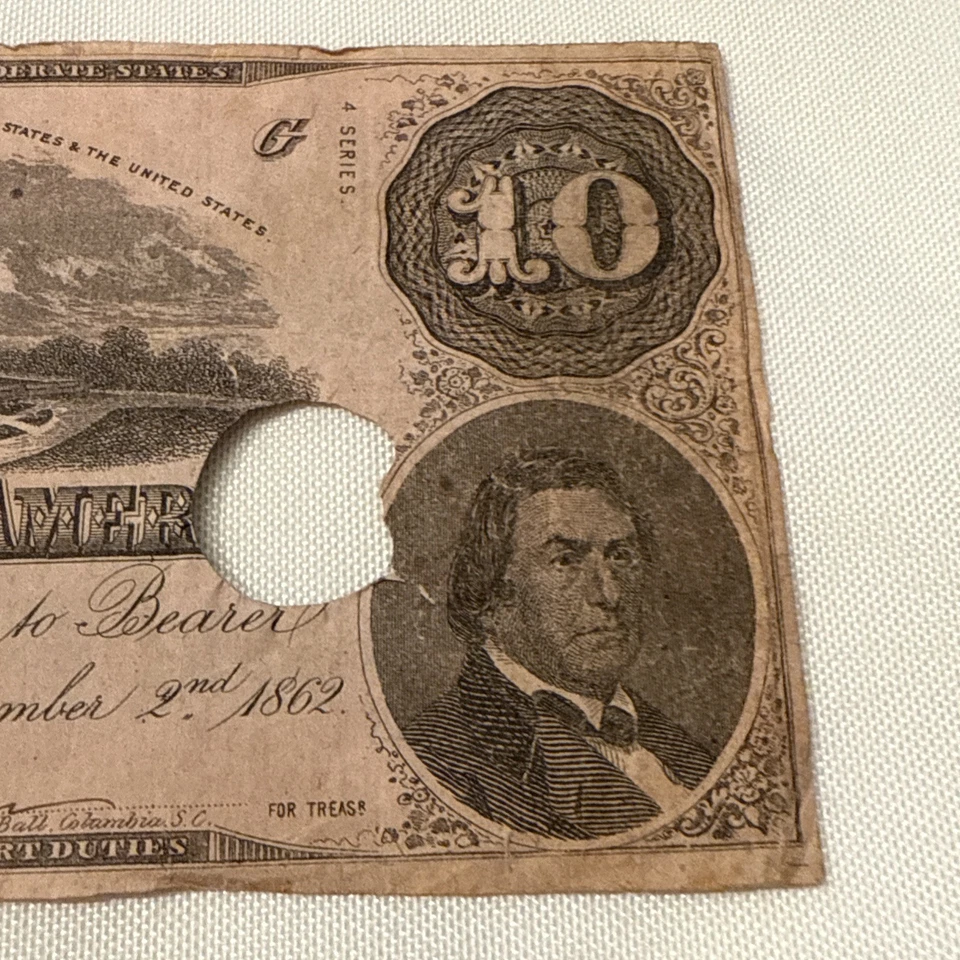 DERATE STATES
STATES & THE UNITED STATES.
G
4 SERIES.
10
AMER
to Bearer
mber 2nd 1862.
FOR TREASR
Ball, Columbia, S.C.
RT DUTIES